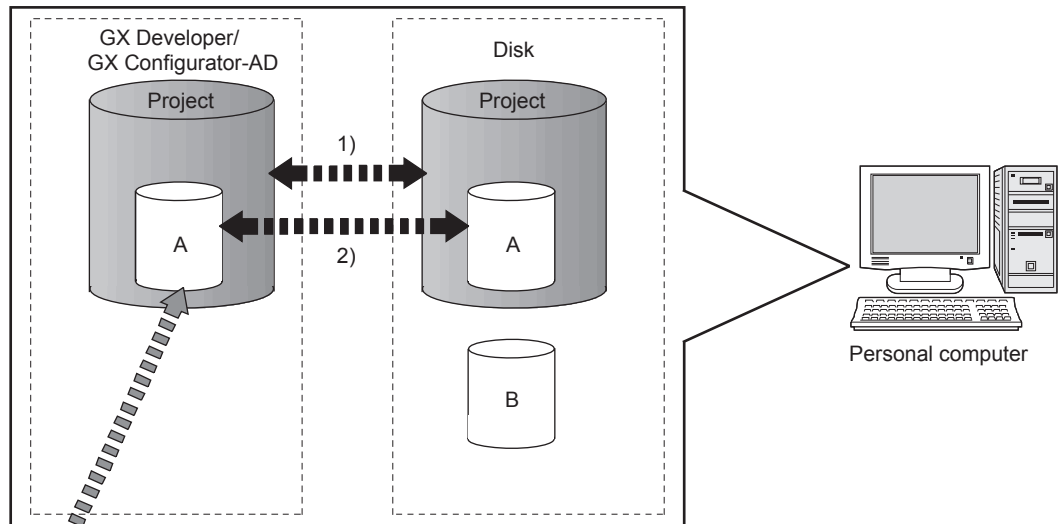 GX Developer/
GX Configurator-AD
Disk
Project
Project
1)
A
A
2)
B
Personal computer